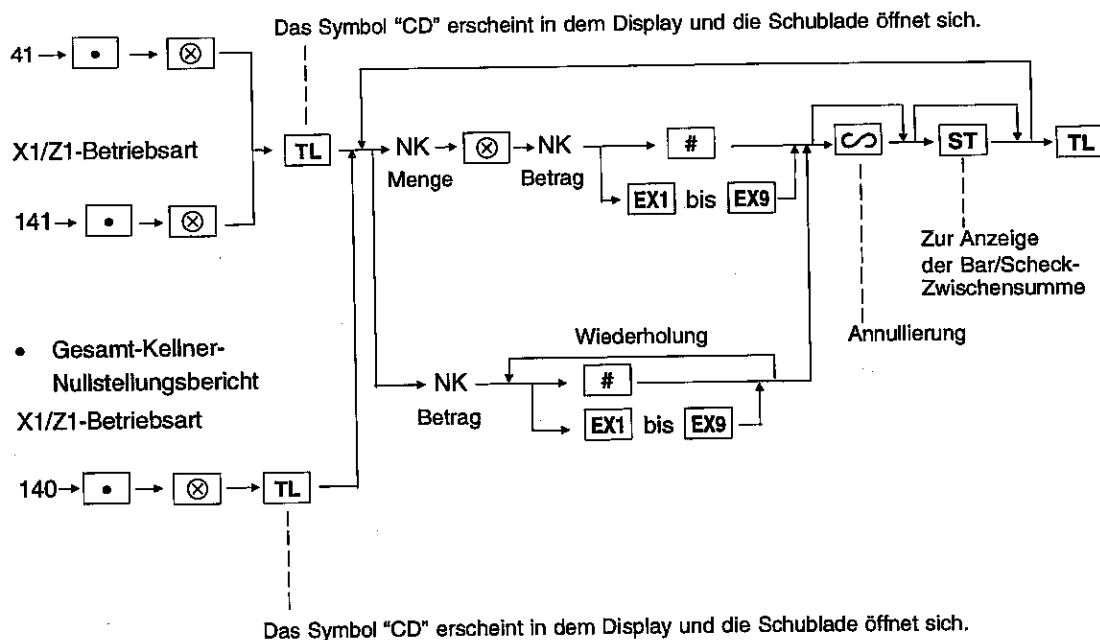 Das Symbol “CD” erscheint in dem Display und die Schublade öffnet sich.
41 → • → ⊗
X1/Z1-Betriebsart
141 → • → ⊗
TL
NK → ⊗ → NK
Menge
Betrag
#
EX1 bis EX9
ST
TL
Zur Anzeige
der Bar/Scheck-
Zwischensumme
Annullierung
Wiederholung
NK
Betrag
#
EX1 bis EX9
• Gesamt-Kellner-
Nullstellungsbericht
X1/Z1-Betriebsart
140 → • → ⊗ → TL
Das Symbol “CD” erscheint in dem Display und die Schublade öffnet sich.